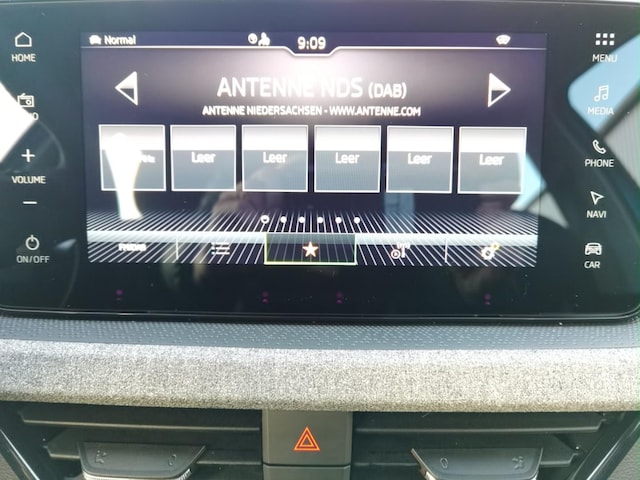 Normal
9:09
HOME
MENU
ANTENNE NDS (DAB)
ANTENNE NIEDERSACHSEN - WWW.ANTENNE.COM
MEDIA
VOLUME
Leer
Leer
Leer
Leer
Leer
PHONE
NAVI
ON/OFF
CAR